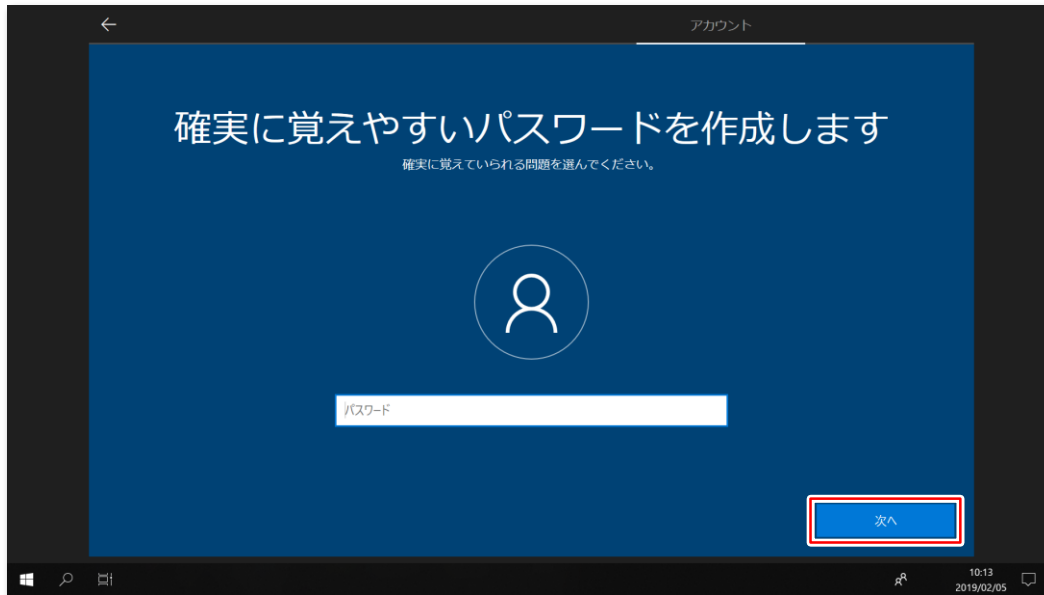 アカウント
確実に覚えやすいパスワードを作成します
確実に覚えていられる問題を選んでください。
パスワード
次へ
10:13
2019/02/05